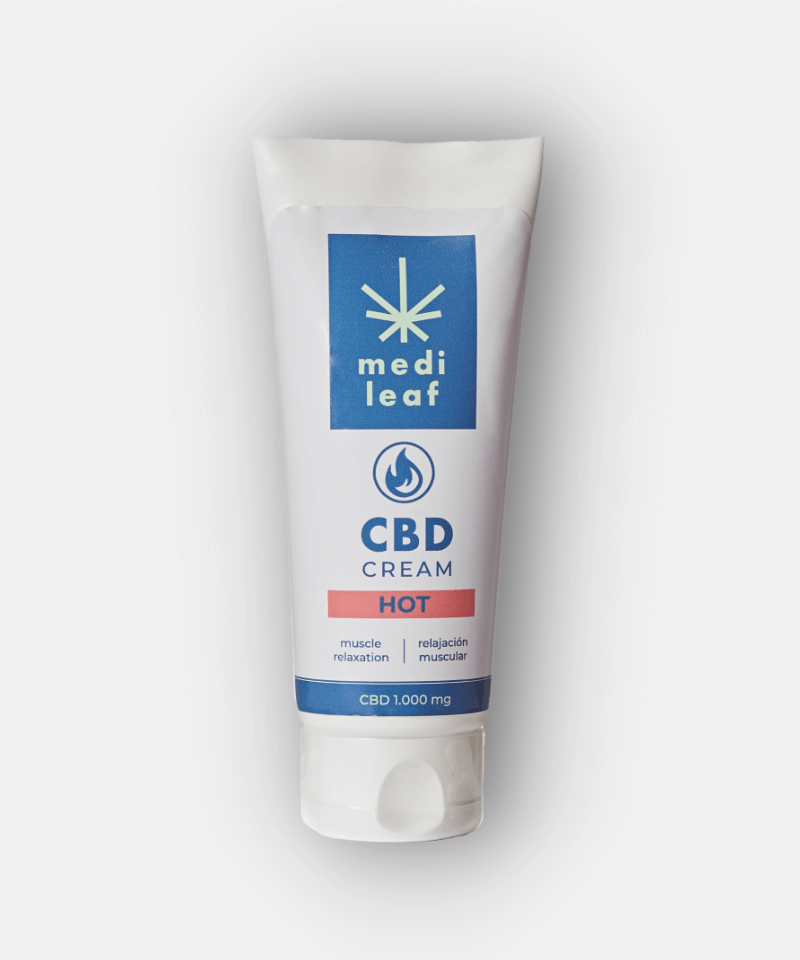 medi
leaf
CBD
CREAM
HOT
muscle
relaxation
relajación
muscular
CBD 1.000 mg